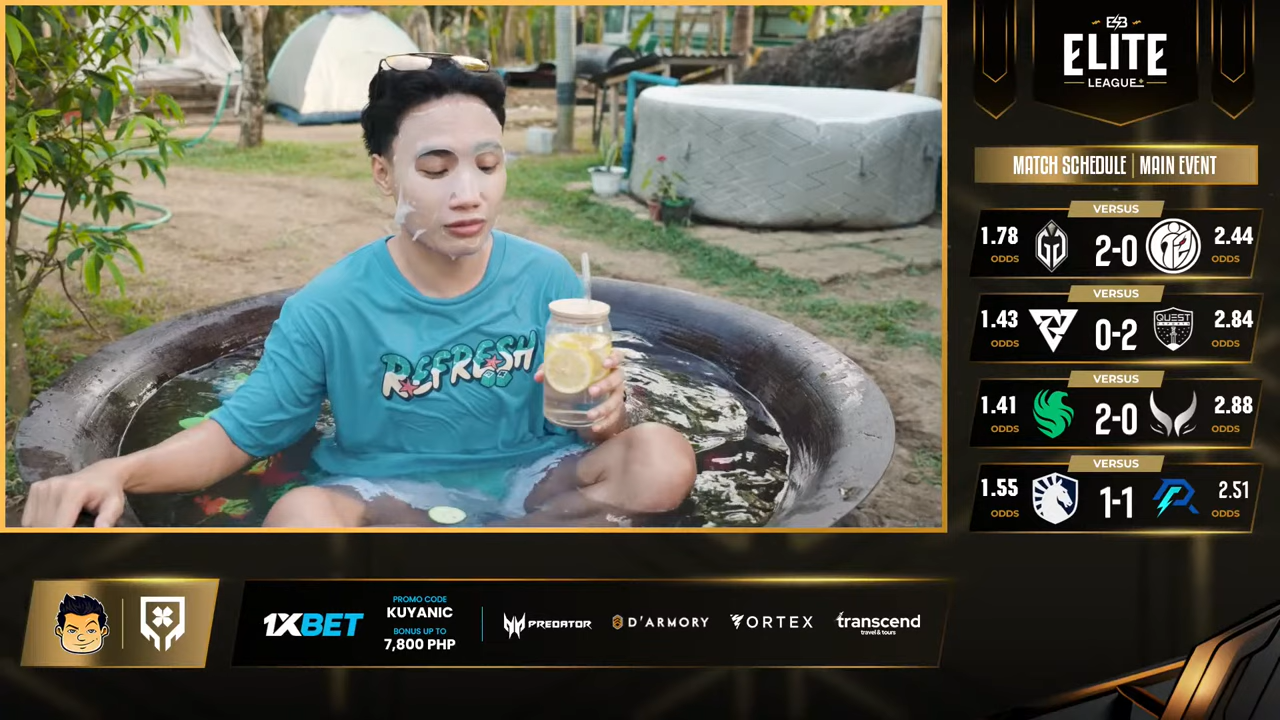 REFRESH
ESB
ELITE
LEAGUE
MATCH SCHEDULE | MAIN EVENT
VERSUS
1.78
ODDS
2-0
2.44
ODDS
VERSUS
1.43
ODDS
0-2
QUEST
ESPORTS
2.84
ODDS
VERSUS
1.41
ODDS
2-0
2.88
ODDS
VERSUS
1.55
ODDS
1-1
2.51
ODDS
1XBET
PROMO CODE
KUYANIC
BONUS UP TO
7,800 PHP
PREDATOR
D'ARMORY
VORTEX
transcend
travel & tours